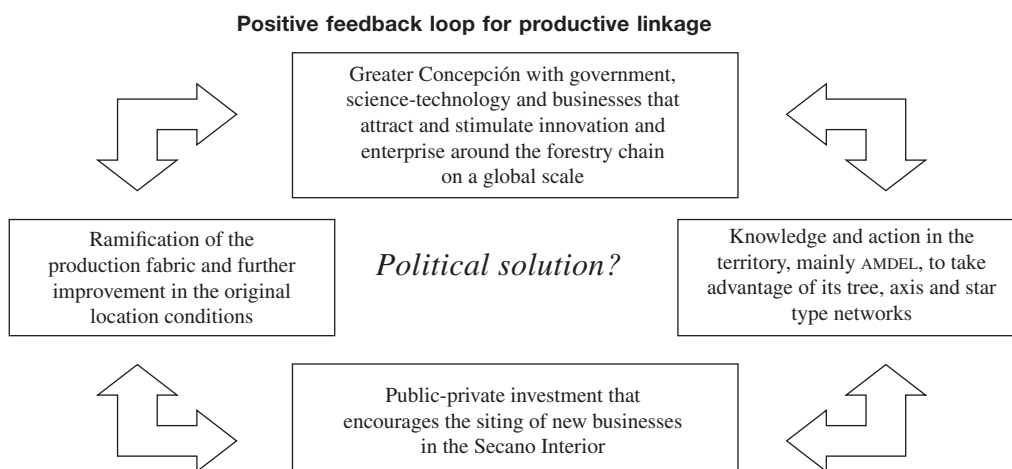 Positive feedback loop for productive linkage
Greater Concepción with government,
science-technology and businesses that
attract and stimulate innovation and
enterprise around the forestry chain
on a global scale
Ramification of the
production fabric and further
improvement in the original
location conditions
Political solution?
Knowledge and action in the
territory, mainly AMDEL, to take
advantage of its tree, axis and star
type networks
Public-private investment that
encourages the siting of new businesses
in the Secano Interior